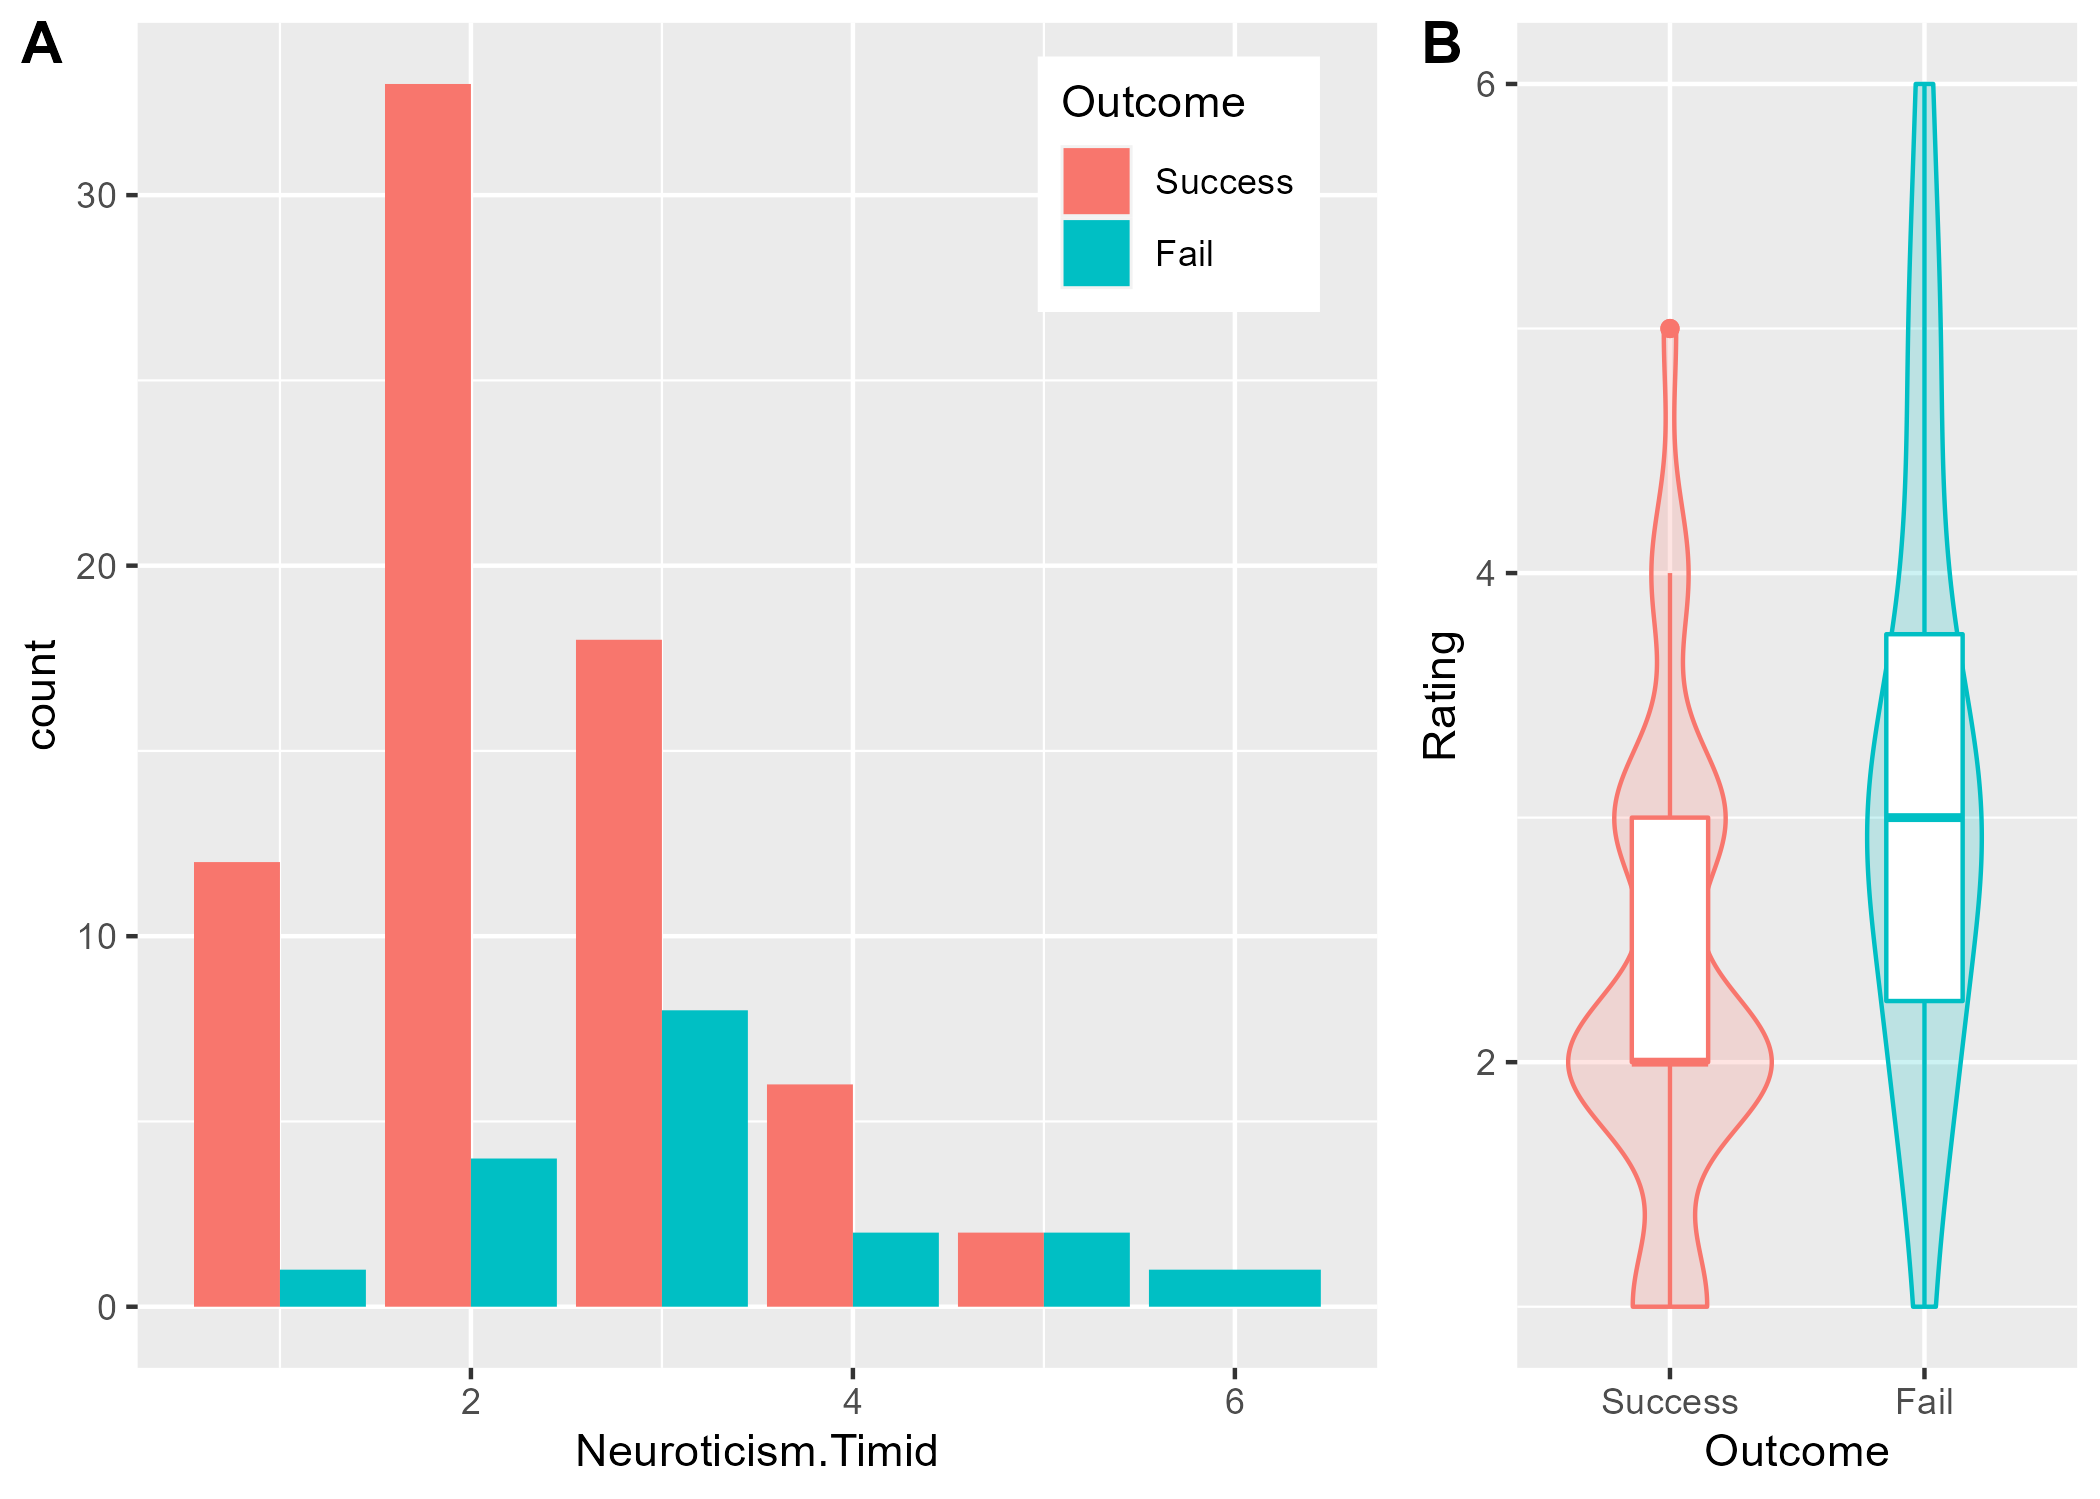 A
Outcome
Success
Fail
30
20
10
0
count
2
4
6
Neuroticism.Timid
B
6
4
2
Rating
Success
Fail
Outcome